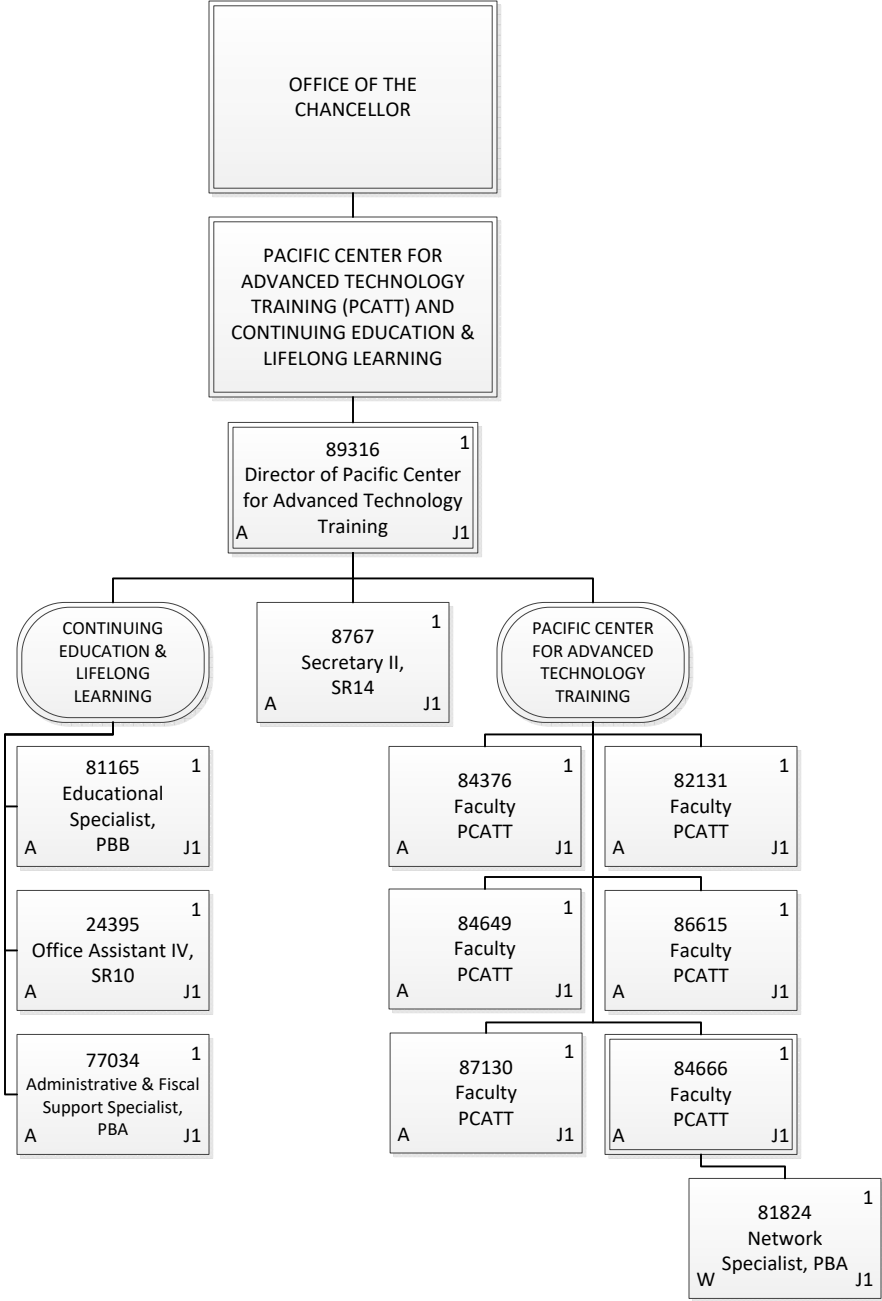 OFFICE OF THE
CHANCELLOR
PACIFIC CENTER FOR
ADVANCED TECHNOLOGY
TRAINING (PCATT) AND
CONTINUING EDUCATION &
LIFELONG LEARNING
89316 1
Director of Pacific Center
for Advanced Technology
Training
A J1
CONTINUING
EDUCATION &
LIFELONG
LEARNING
8767 1
Secretary II,
SR14
A J1
PACIFIC CENTER
FOR ADVANCED
TECHNOLOGY
TRAINING
81165 1
Educational
Specialist,
PBB
A J1
24395 1
Office Assistant IV,
SR10
A J1
77034 1
Administrative & Fiscal
Support Specialist,
PBA
A J1
84376 1
Faculty
PCATT
A J1
82131 1
Faculty
PCATT
A J1
84649 1
Faculty
PCATT
A J1
86615 1
Faculty
PCATT
A J1
87130 1
Faculty
PCATT
A J1
84666 1
Faculty
PCATT
A J1
81824 1
Network
Specialist, PBA
W J1